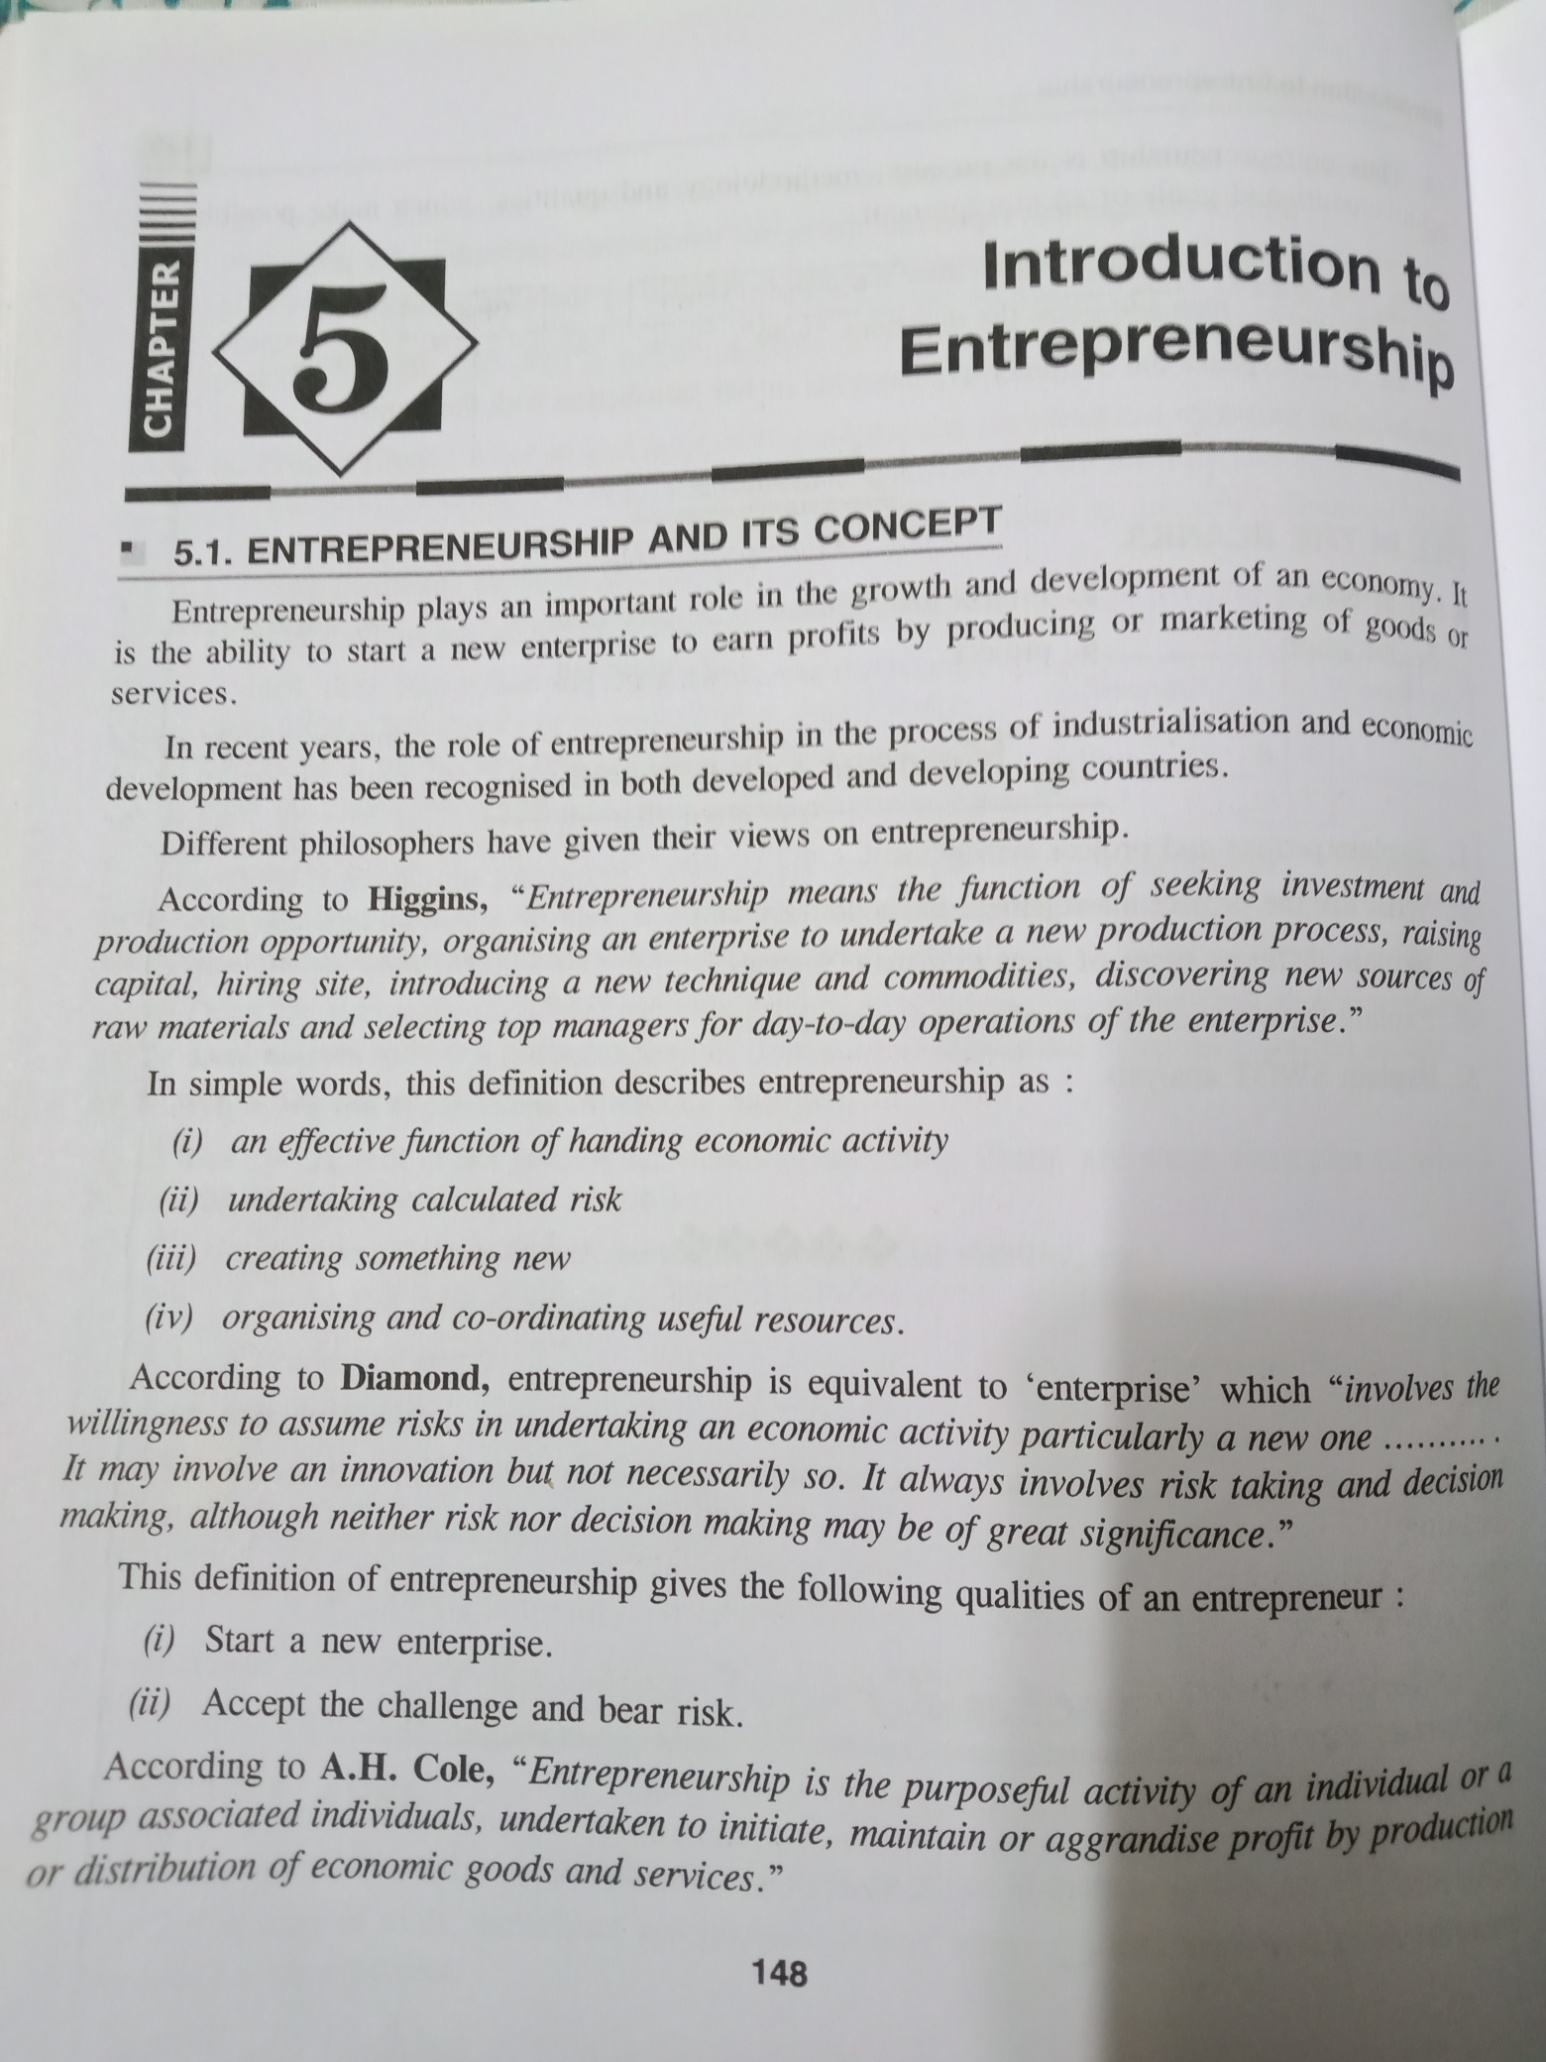 CHAPTER
5
Introduction to
Entrepreneurship
5.1. ENTREPRENEURSHIP AND ITS CONCEPT
Entrepreneurship plays an important role in the growth and development of an economy. It
is the ability to start a new enterprise to earn profits by producing or marketing of goods or
services.
In recent years, the role of entrepreneurship in the process of industrialisation and economic
development has been recognised in both developed and developing countries.
Different philosophers have given their views on entrepreneurship.
According to Higgins, “Entrepreneurship means the function of seeking investment and
production opportunity, organising an enterprise to undertake a new production process, raising
capital, hiring site, introducing a new technique and commodities, discovering new sources of
raw materials and selecting top managers for day-to-day operations of the enterprise.”
In simple words, this definition describes entrepreneurship as :
(i) an effective function of handing economic activity
(ii) undertaking calculated risk
(iii) creating something new
(iv) organising and co-ordinating useful resources.
According to Diamond, entrepreneurship is equivalent to ‘enterprise’ which “involves the
willingness to assume risks in undertaking an economic activity particularly a new one .......... .
It may involve an innovation but not necessarily so. It always involves risk taking and decision
making, although neither risk nor decision making may be of great significance.”
This definition of entrepreneurship gives the following qualities of an entrepreneur :
(i) Start a new enterprise.
(ii) Accept the challenge and bear risk.
According to A.H. Cole, “Entrepreneurship is the purposeful activity of an individual or a
group associated individuals, undertaken to initiate, maintain or aggrandise profit by production
or distribution of economic goods and services.”
148